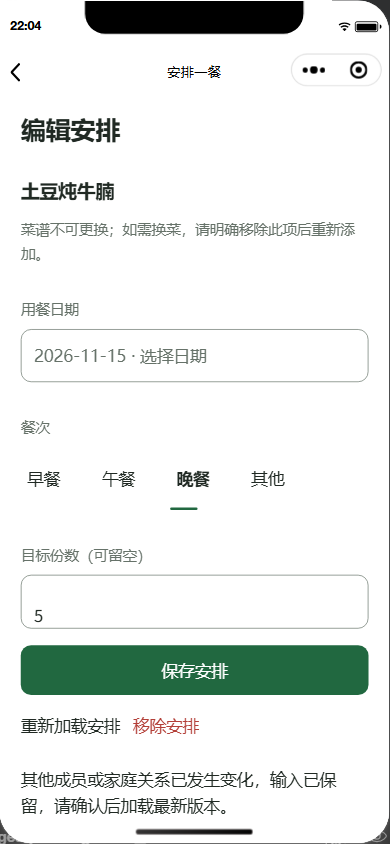 22:04
安排一餐
编辑安排
土豆炖牛腩
菜谱不可更换；如需换菜，请明确移除此项后重新添
加。
用餐日期
2026-11-15 · 选择日期
餐次
早餐 午餐 晚餐 其他
目标份数（可留空）
5
保存安排
重新加载安排 移除安排
其他成员或家庭关系已发生变化，输入已保
留，请确认后加载最新版本。